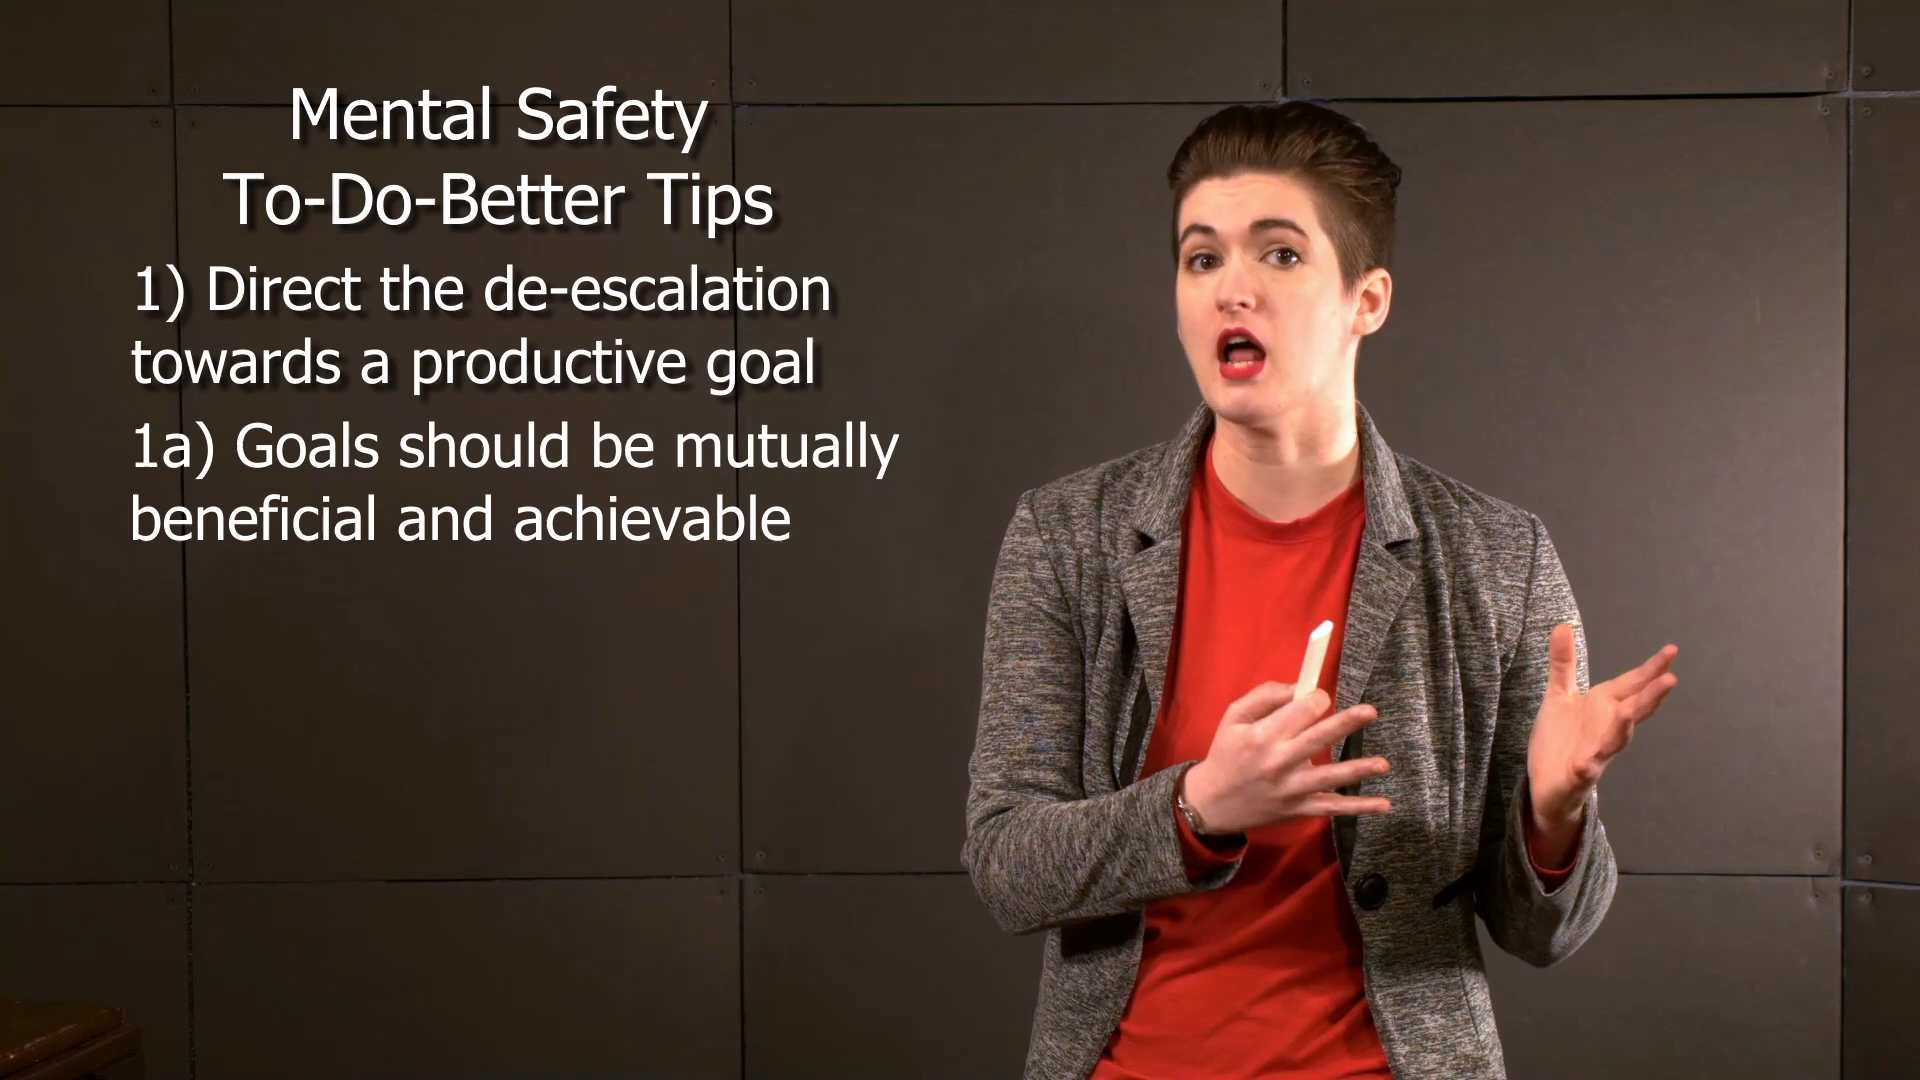 Mental Safety
To-Do-Better Tips
1) Direct the de-escalation
towards a productive goal
1a) Goals should be mutually
beneficial and achievable